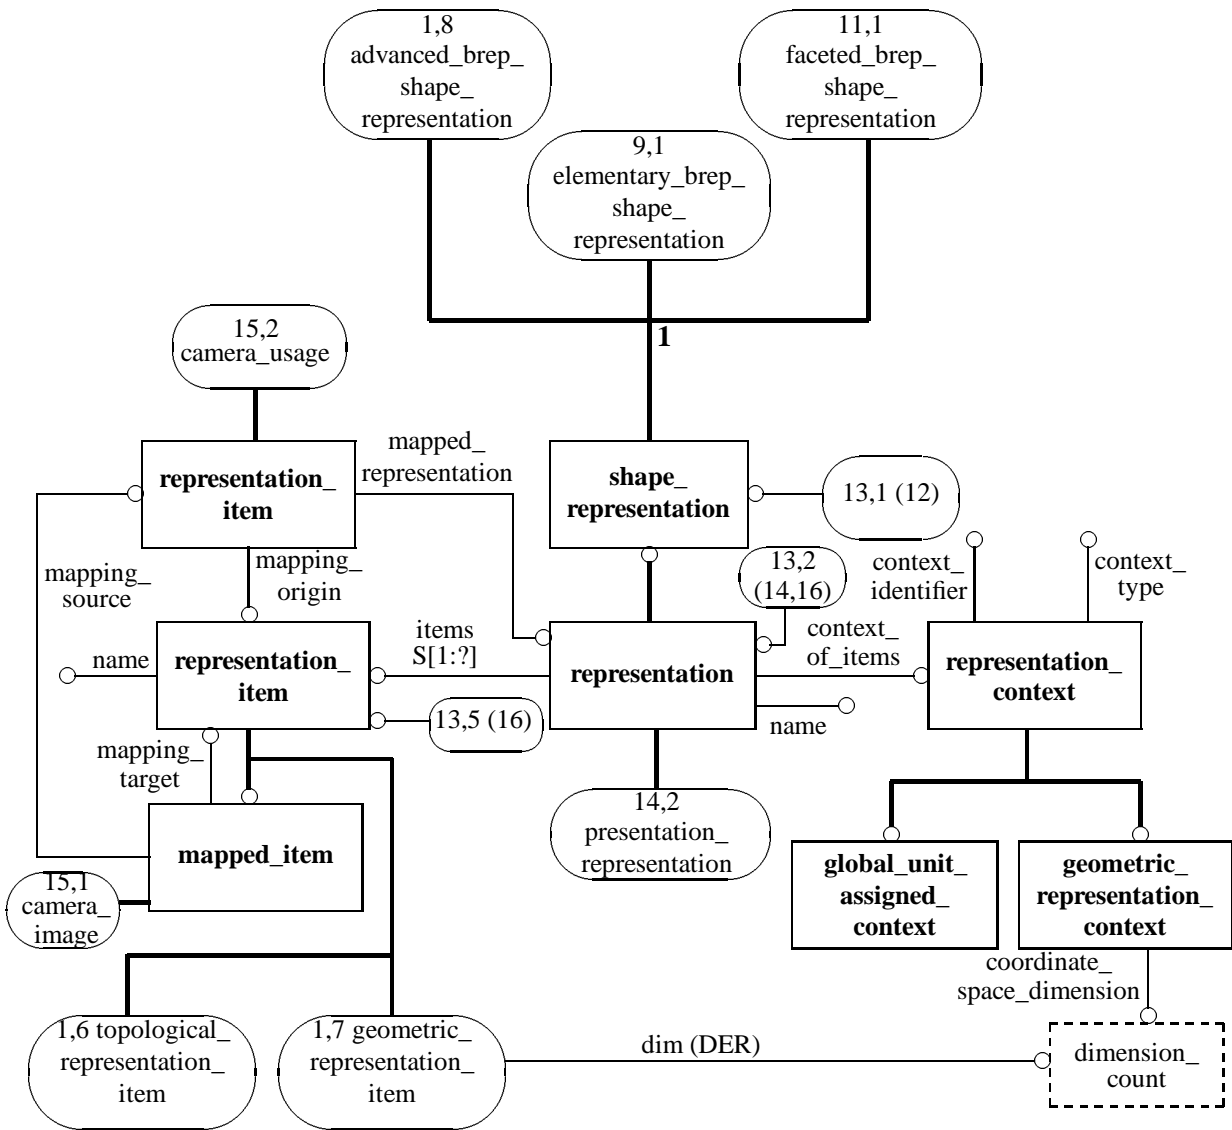 1,8
advanced_brep_
shape_
representation
11,1
faceted_brep_
shape_
representation
9,1
elementary_brep_
shape_
representation
1
15,2
camera_usage
representation_
item
mapped_
representation
shape_
representation
13,1 (12)
mapping_
source
mapping_
origin
13,2
(14,16)
context_
identifier
context_
type
name
representation_
item
items
S[1:?]
representation
context_
of_items
representation_
context
13,5 (16)
name
mapping_
target
mapped_item
14,2
presentation_
representation
global_unit_
assigned_
context
geometric_
representation_
context
15,1
camera_
image
coordinate_
space_dimension
1,6 topological_
representation_
item
1,7 geometric_
representation_
item
dim (DER)
dimension_
count